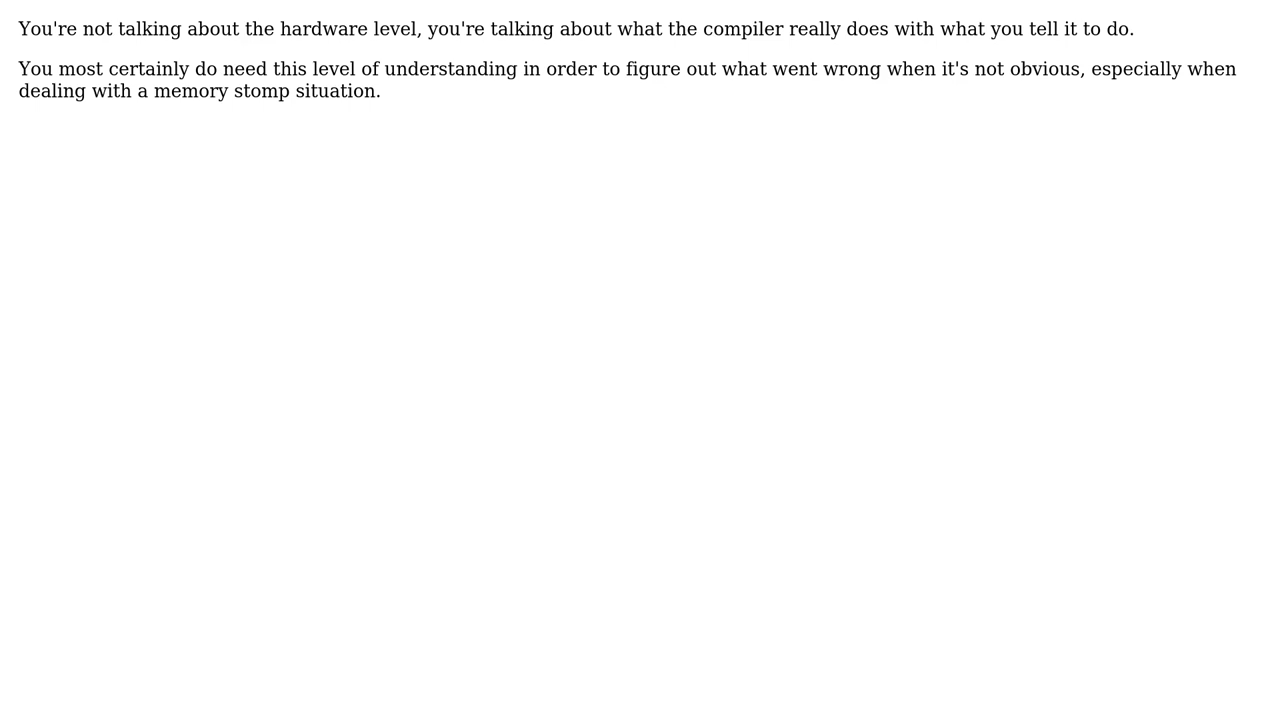 You're not talking about the hardware level, you're talking about what the compiler really does with what you tell it to do.
You most certainly do need this level of understanding in order to figure out what went wrong when it's not obvious, especially when
dealing with a memory stomp situation.